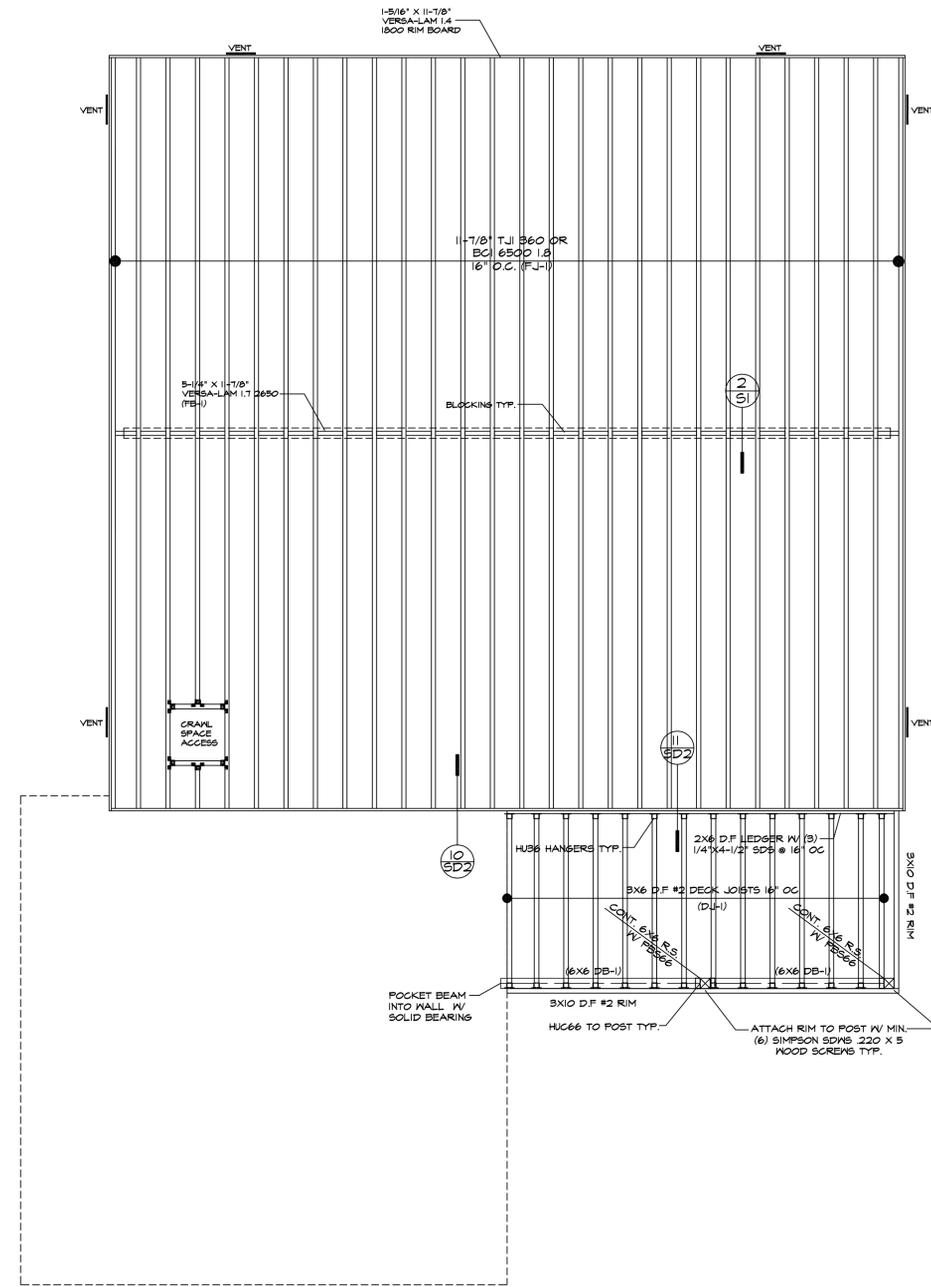 1-5/16" X 11-7/8"
VERSA-LAM 1.4
1800 RIM BOARD
VENT
VENT
VENT
VENT
11-7/8" TJI 360 OR
BCI 6500 1.8
16" O.C. (FJ-1)
5-1/4" X 11-7/8"
VERSA-LAM 1.7 2650
(FB-1)
BLOCKING TYP.
2
S1
VENT
CRAWL
SPACE
ACCESS
VENT
11
SD2
10
SD2
HU36 HANGERS TYP.
2X6 D.F LEDGER W/ (3)
1/4"X4-1/2" SDS @ 16" OC
3X10 D.F #2 RIM
3X6 D.F #2 DECK JOISTS 16" OC
(DJ-1)
CONT. 6X6 R.S.
W/ PBS66
CONT. 6X6 R.S.
W/ PBS66
(6X6 DB-1)
(6X6 DB-1)
POCKET BEAM
INTO WALL W/
SOLID BEARING
3X10 D.F #2 RIM
HUC66 TO POST TYP.
ATTACH RIM TO POST W/ MIN.
(6) SIMPSON SDWS .220 X 5
WOOD SCREWS TYP.